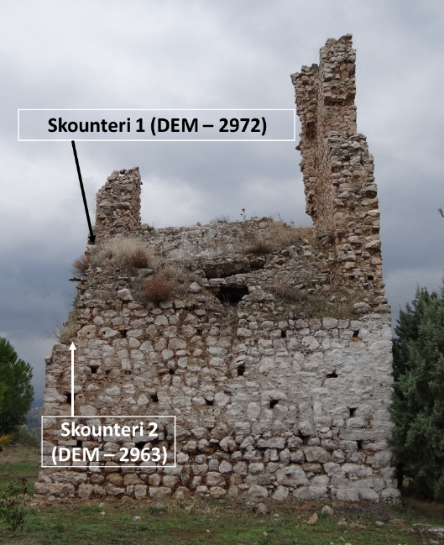 Skounteri 1 (DEM – 2972)
Skounteri 2
(DEM – 2963)